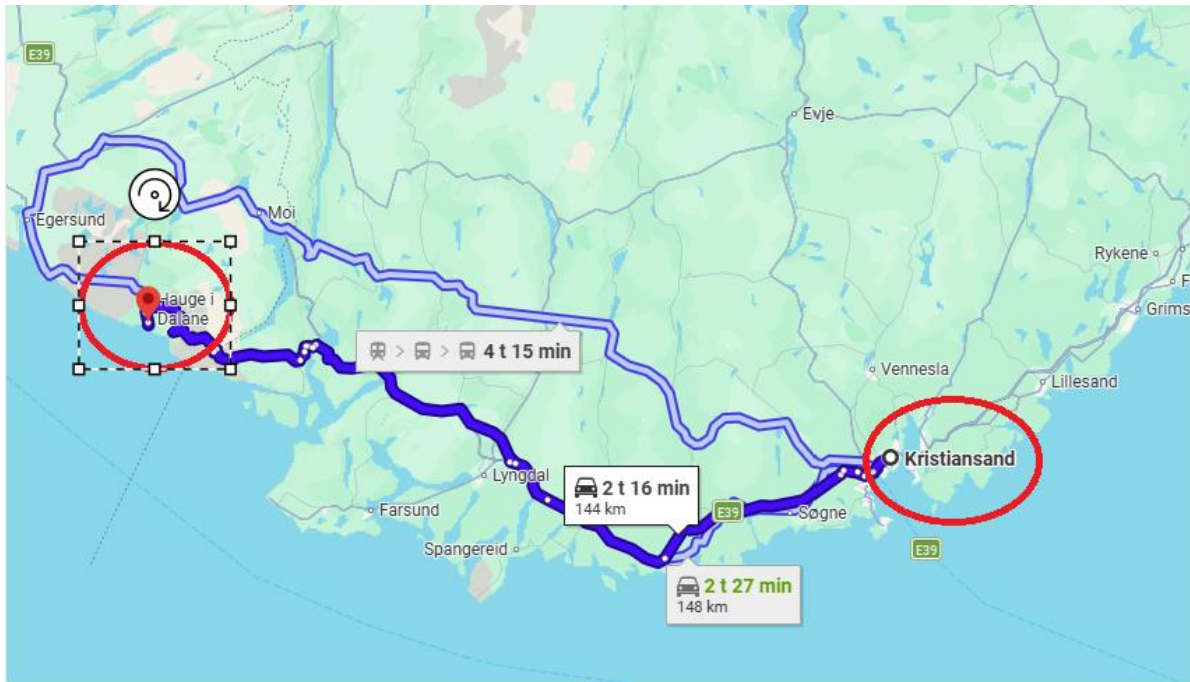 E39
Evje
Egersund
Moi
Rykene
F
Grims
Hauge i
Dalane
> > 4 t 15 min
Vennesla
Lillesand
Kristiansand
Lyngdal
2 t 16 min
144 km
E39
Søgne
Farsund
Spangereid
E39
2 t 27 min
148 km